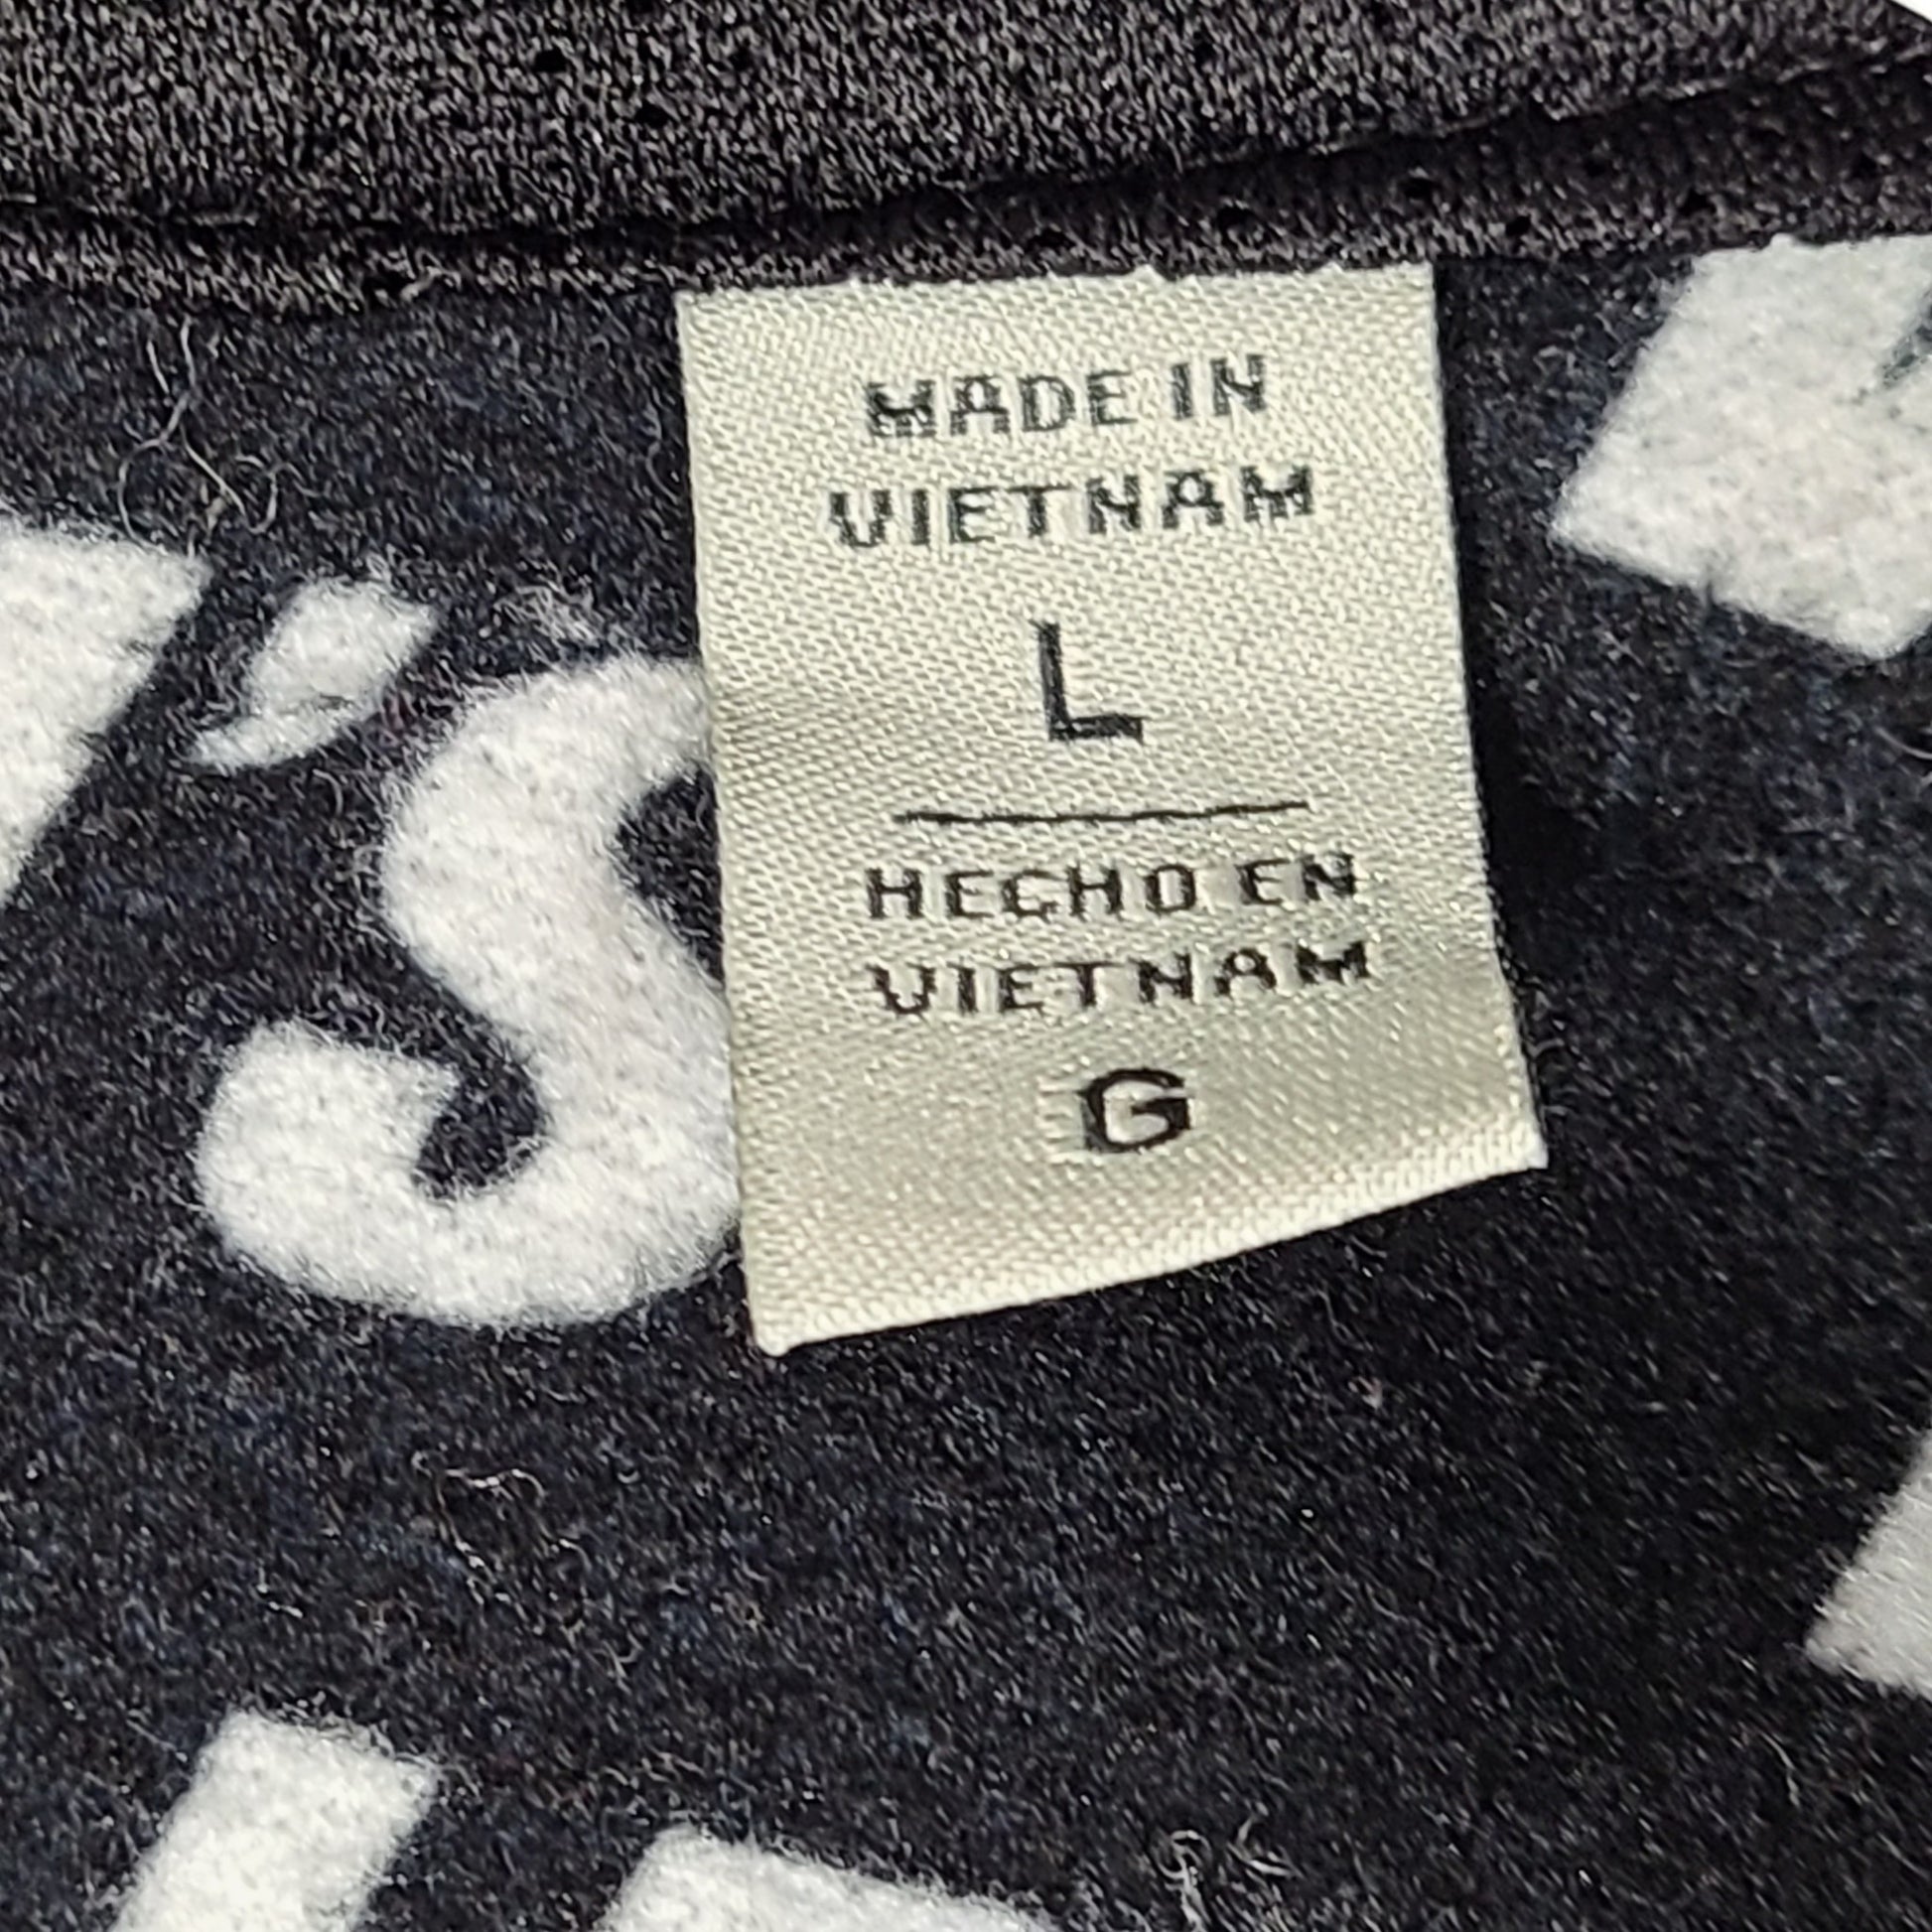 MADE IN
VIETNAM
L
HECHO EN
VIETNAM
G
'S